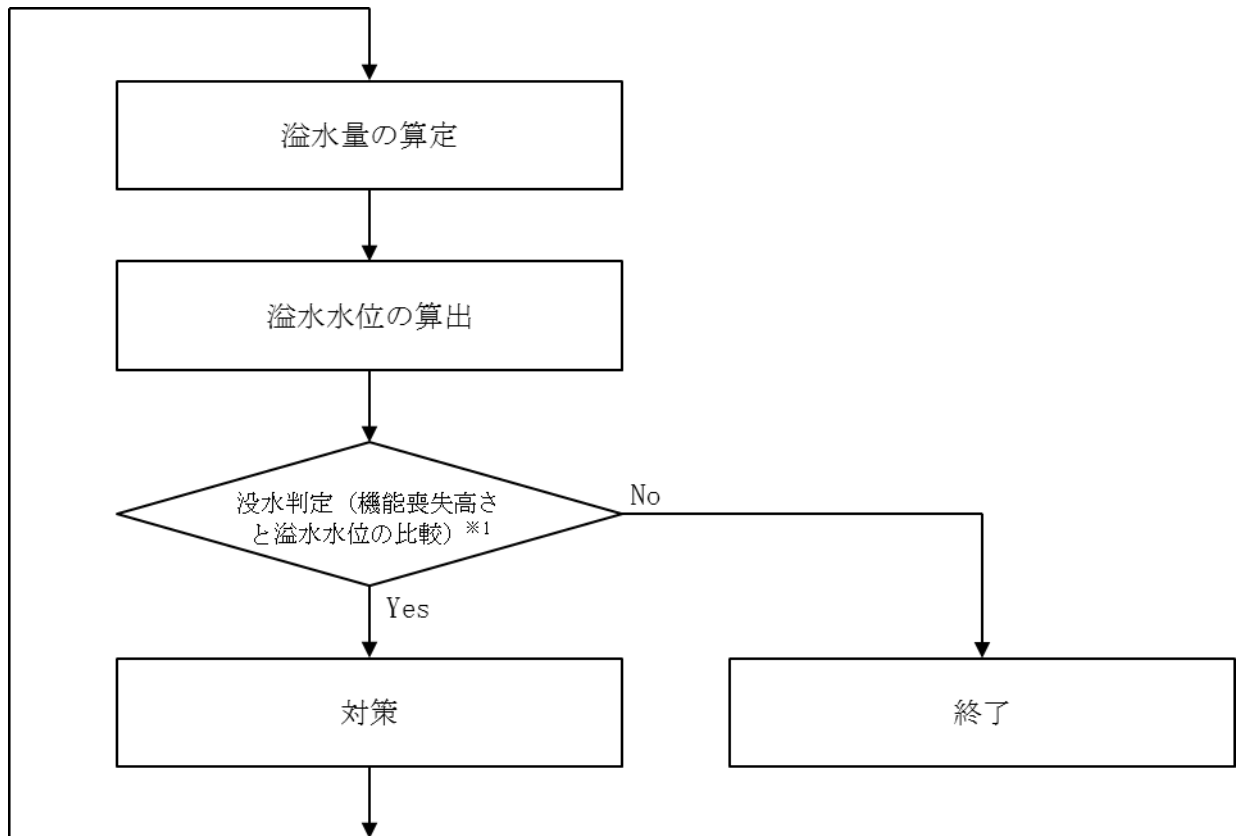 溢水量の算定
溢水水位の算出
没水判定（機能喪失高さ
と溢水水位の比較）※1
No
Yes
対策
終了